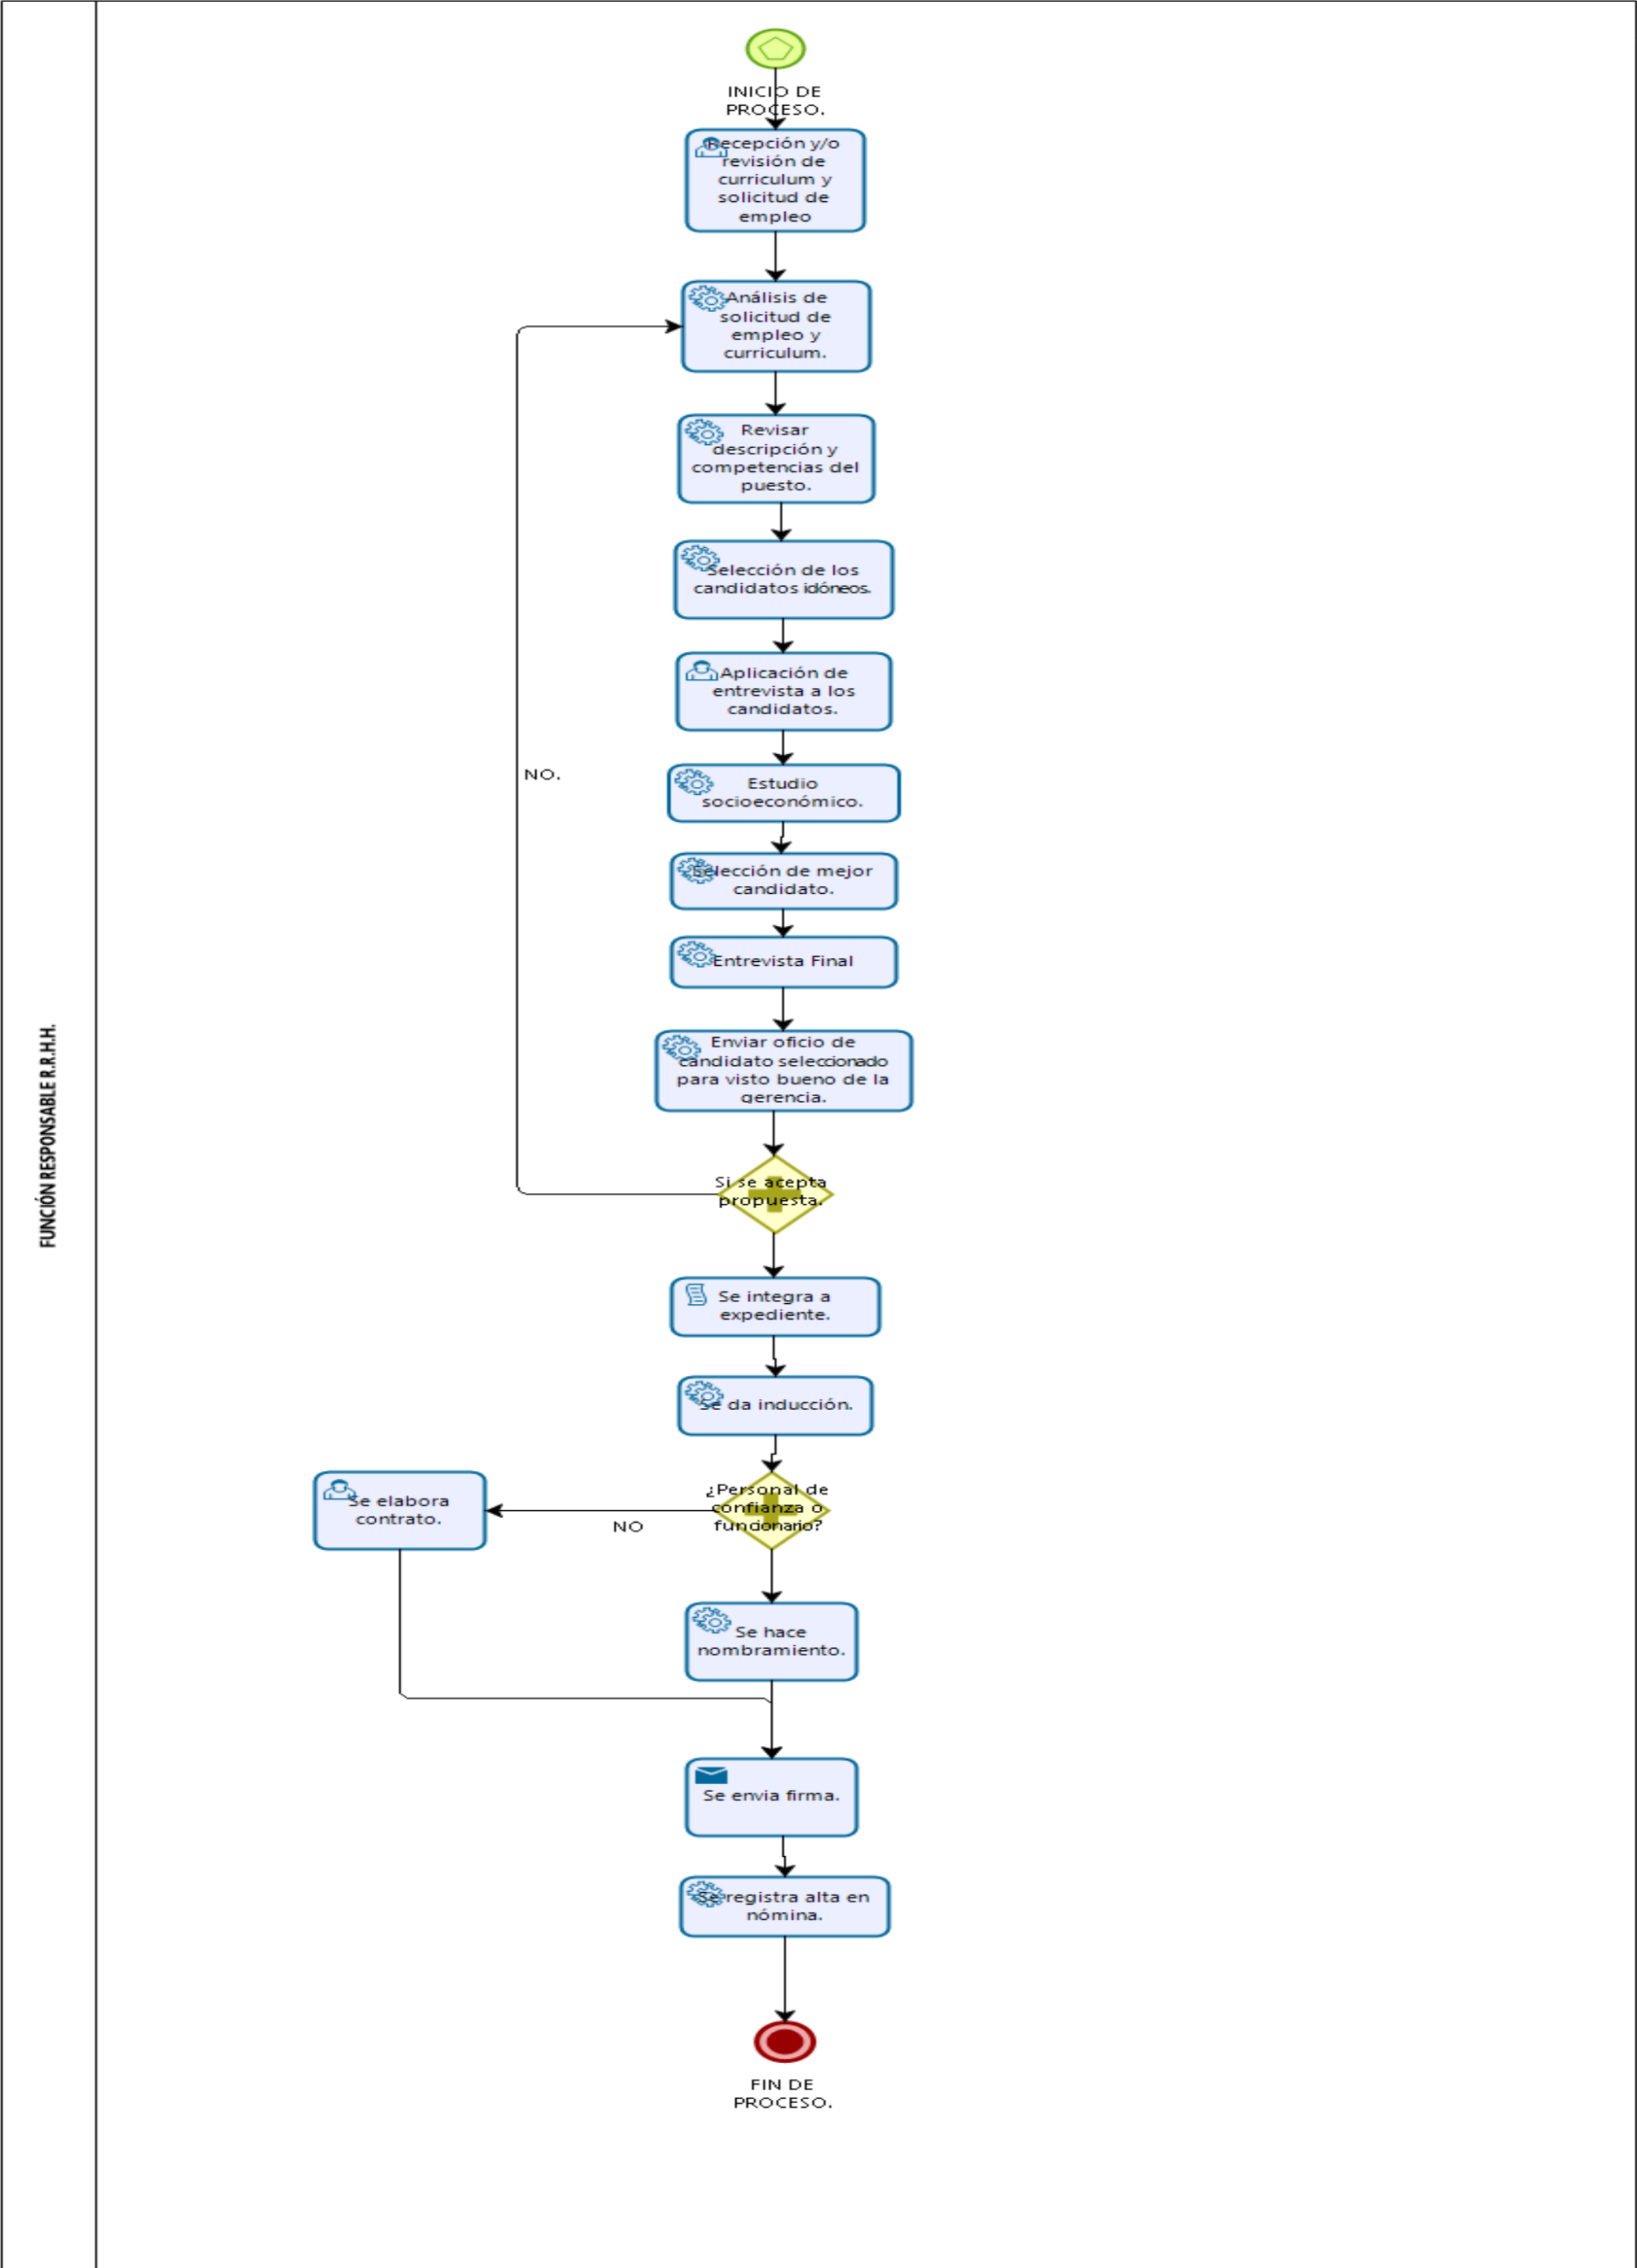 INICIO DE
PROCESO.
Recepción y/o
revisión de
curriculum y
solicitud de
empleo
Análisis de
solicitud de
empleo y
curriculum.
Revisar
descripción y
competencias del
puesto.
Selección de los
candidatos idóneos.
Aplicación de
entrevista a los
candidatos.
NO.
Estudio
socioeconómico.
Selección de mejor
candidato.
Entrevista Final
Enviar oficio de
candidato seleccionado
para visto bueno de la
gerencia.
FUNCIÓN RESPONSABLE R.R.H.H.
Si se acepta
propuesta.
Se integra a
expediente.
Se da inducción.
¿Personal de
confianza o
funcionario?
NO
Se elabora
contrato.
Se hace
nombramiento.
Se envia firma.
Se registra alta en
nómina.
FIN DE
PROCESO.